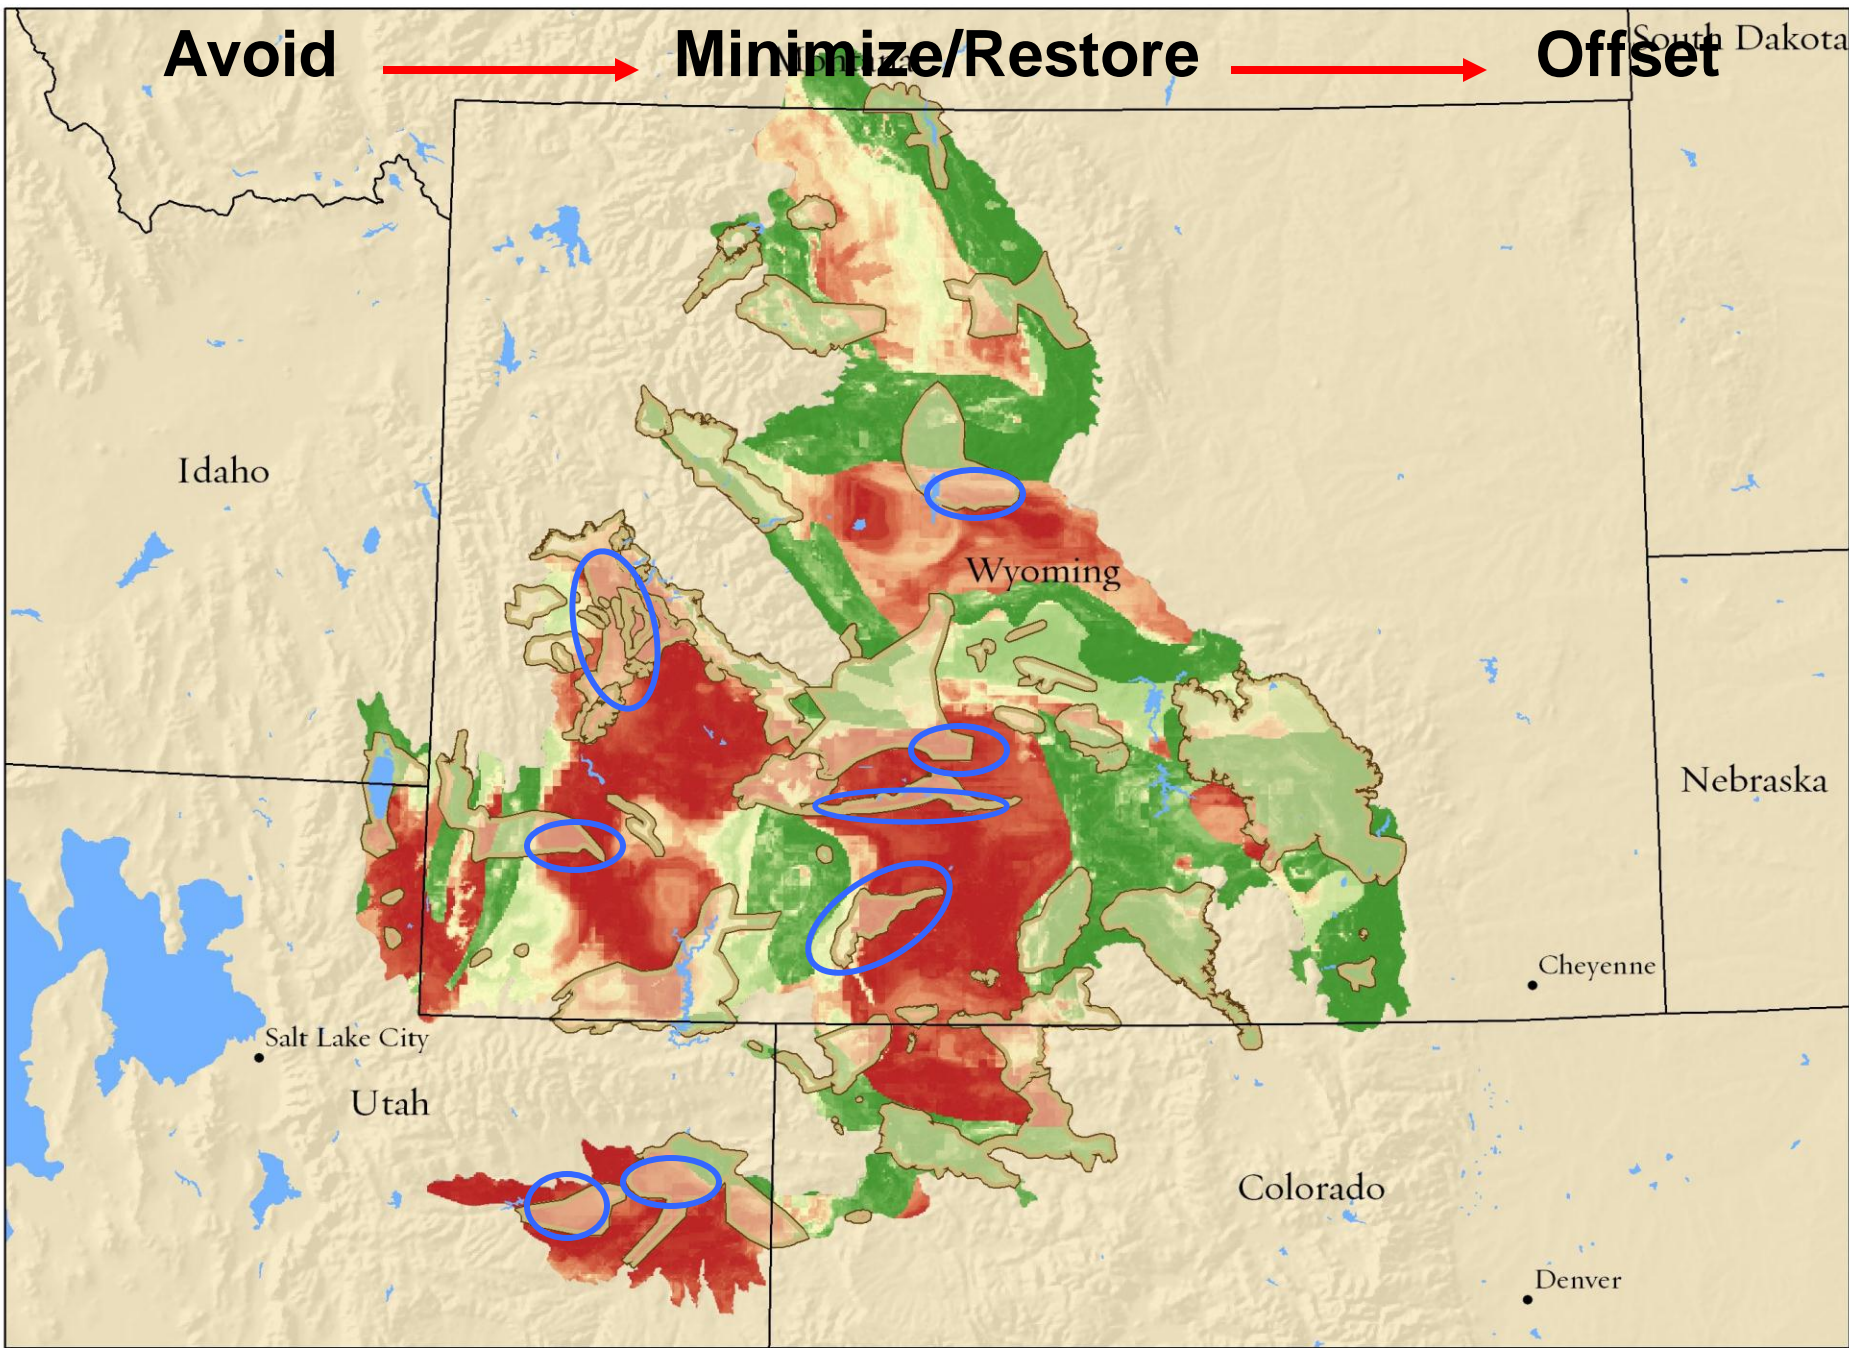 Avoid
Minimize/Restore
Offset
Montana
South Dakota
Idaho
Wyoming
Nebraska
Cheyenne
Salt Lake City
Utah
Colorado
Denver